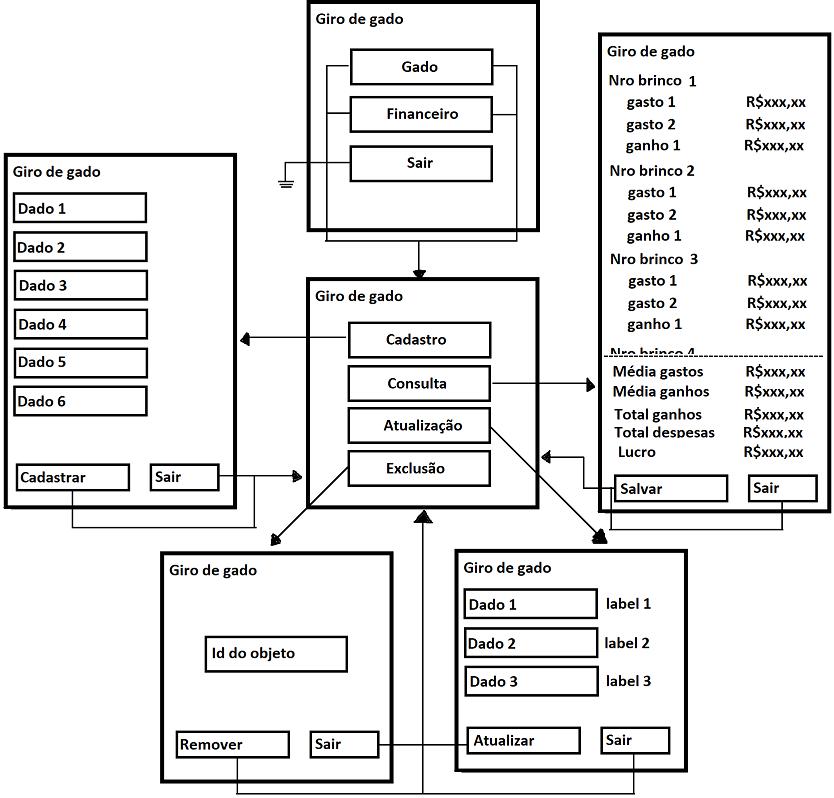 Giro de gado
Gado
Financeiro
Sair
Giro de gado
Dado 1
Dado 2
Dado 3
Dado 4
Dado 5
Dado 6
Cadastrar Sair
Giro de gado
Cadastro
Consulta
Atualização
Exclusão
Giro de gado
Nro brinco 1
gasto 1 R$xxx,xx
gasto 2 R$xxx,xx
ganho 1 R$xxx,xx
Nro brinco 2
gasto 1 R$xxx,xx
gasto 2 R$xxx,xx
ganho 1 R$xxx,xx
Nro brinco 3
gasto 1 R$xxx,xx
gasto 2 R$xxx,xx
ganho 1 R$xxx,xx
Nro brinco 4
Média gastos R$xxx,xx
Média ganhos R$xxx,xx
Total ganhos R$xxx,xx
Total despesas R$xxx,xx
Lucro R$xxx,xx
Salvar Sair
Giro de gado
Id do objeto
Remover Sair
Giro de gado
Dado 1 label 1
Dado 2 label 2
Dado 3 label 3
Atualizar Sair